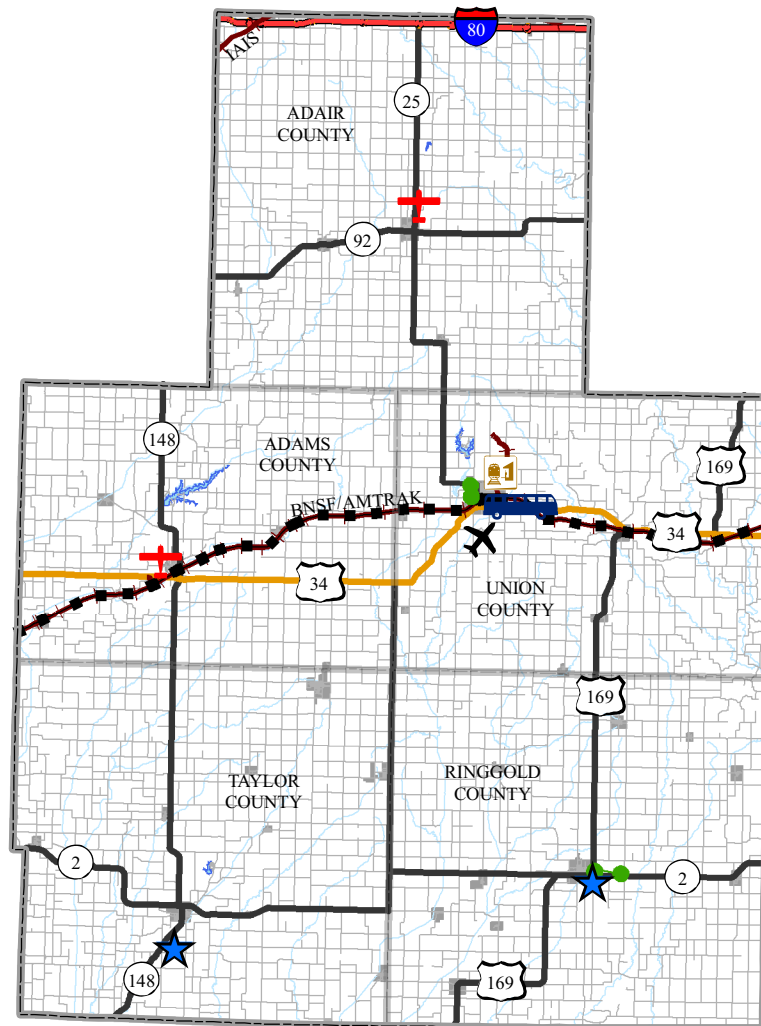 80
IAIS
25
ADAIR
COUNTY
92
148
ADAMS
COUNTY
169
BNSF/AMTRAK
1
34
34
UNION
COUNTY
169
TAYLOR
COUNTY
RINGGOLD
COUNTY
2
2
148
169